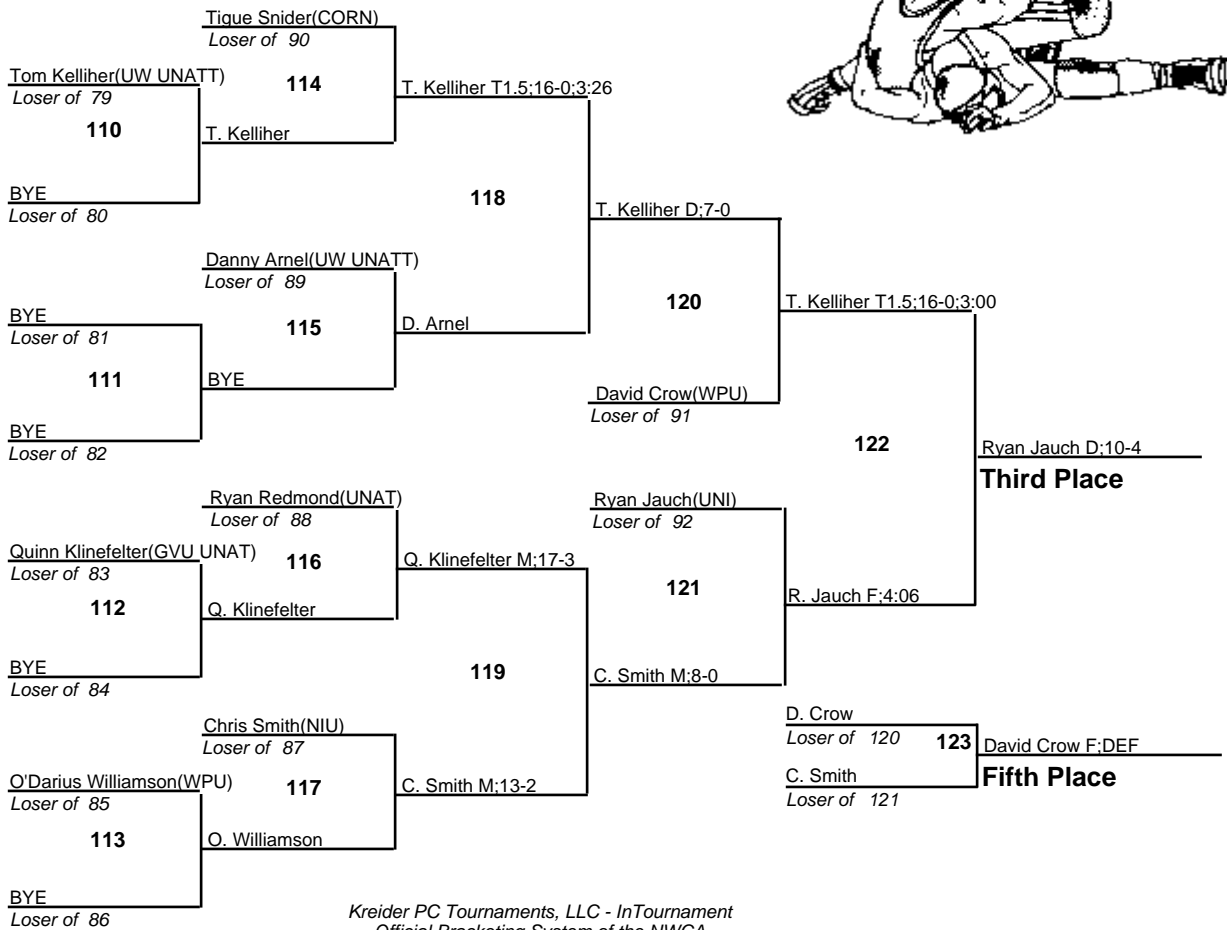 Tique Snider(CORN)
Loser of 90
Tom Kelliher(UW UNATT)
Loser of 79
114
T. Kelliher T1.5;16-0;3:26
110
T. Kelliher
BYE
Loser of 80
118
T. Kelliher D;7-0
Danny Arnel(UW UNATT)
Loser of 89
BYE
Loser of 81
115
D. Arnel
120
T. Kelliher T1.5;16-0;3:00
111
BYE
David Crow(WPU)
Loser of 91
BYE
Loser of 82
122
Ryan Jauch D;10-4
Third Place
Ryan Redmond(UNAT)
Loser of 88
Ryan Jauch(UNI)
Loser of 92
Quinn Klinefelter(GVU UNAT)
Loser of 83
116
Q. Klinefelter M;17-3
112
Q. Klinefelter
121
R. Jauch F;4:06
BYE
Loser of 84
119
C. Smith M;8-0
Chris Smith(NIU)
Loser of 87
D. Crow
Loser of 120
123
David Crow F;DEF
Fifth Place
O'Darius Williamson(WPU)
Loser of 85
117
C. Smith M;13-2
C. Smith
Loser of 121
113
O. Williamson
BYE
Loser of 86
Kreider PC Tournaments, LLC - InTournament
Official Bracketing System of the NWCA